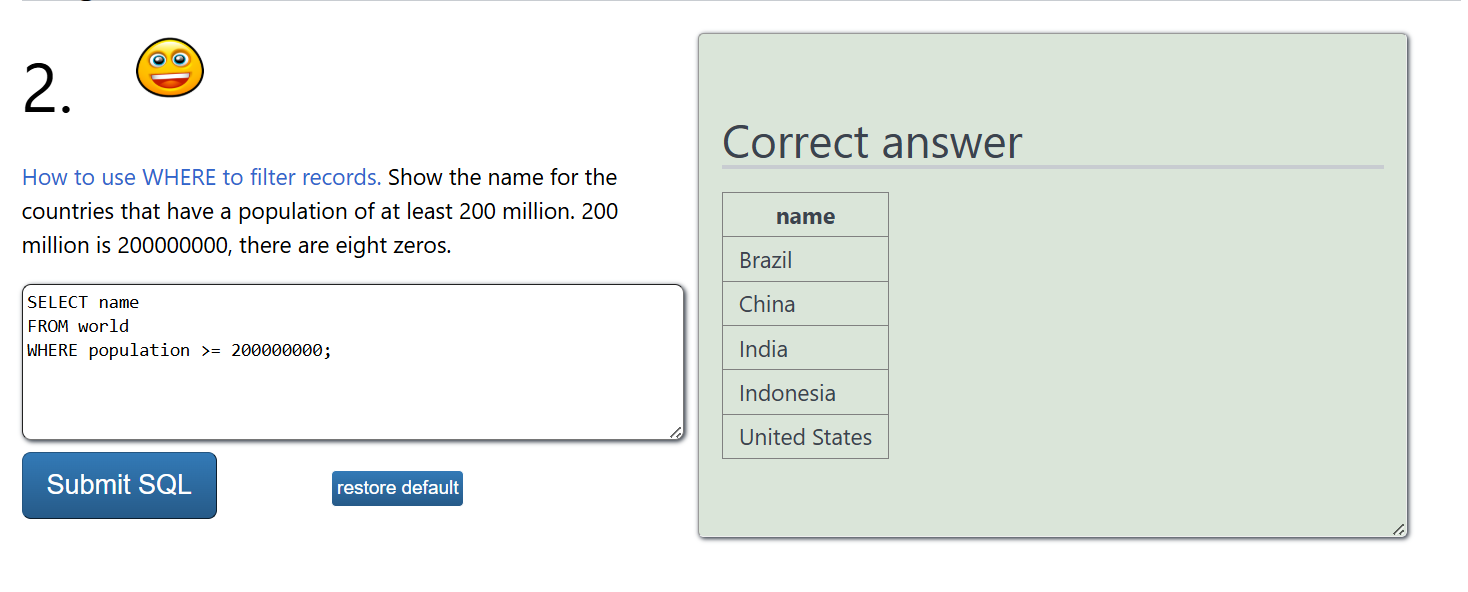 2.
How to use WHERE to filter records. Show the name for the
countries that have a population of at least 200 million. 200
million is 200000000, there are eight zeros.
SELECT name
FROM world
WHERE population >= 200000000;
Submit SQL
restore default
Correct answer
name
Brazil
China
India
Indonesia
United States